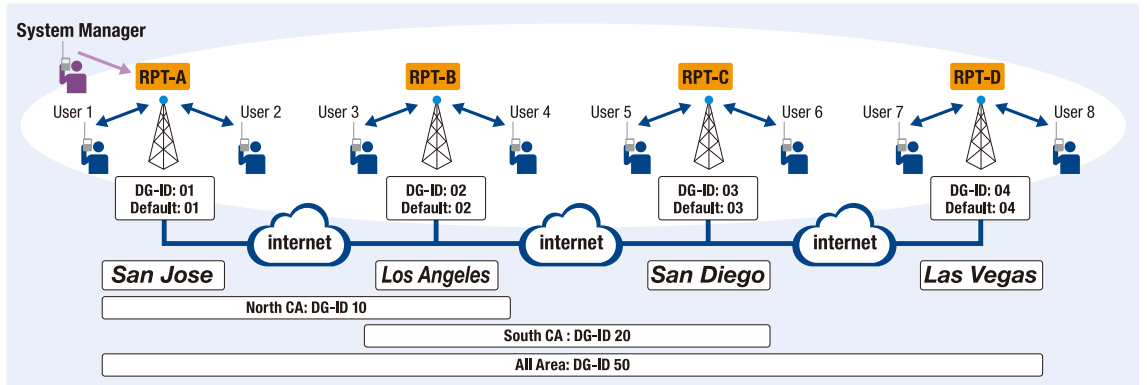 System Manager
RPT-A
RPT-B
RPT-C
RPT-D
User 1
User 2
User 3
User 4
User 5
User 6
User 7
User 8
DG-ID: 01
Default: 01
DG-ID: 02
Default: 02
DG-ID: 03
Default: 03
DG-ID: 04
Default: 04
internet
internet
internet
San Jose
Los Angeles
San Diego
Las Vegas
North CA: DG-ID 10
South CA : DG-ID 20
All Area: DG-ID 50